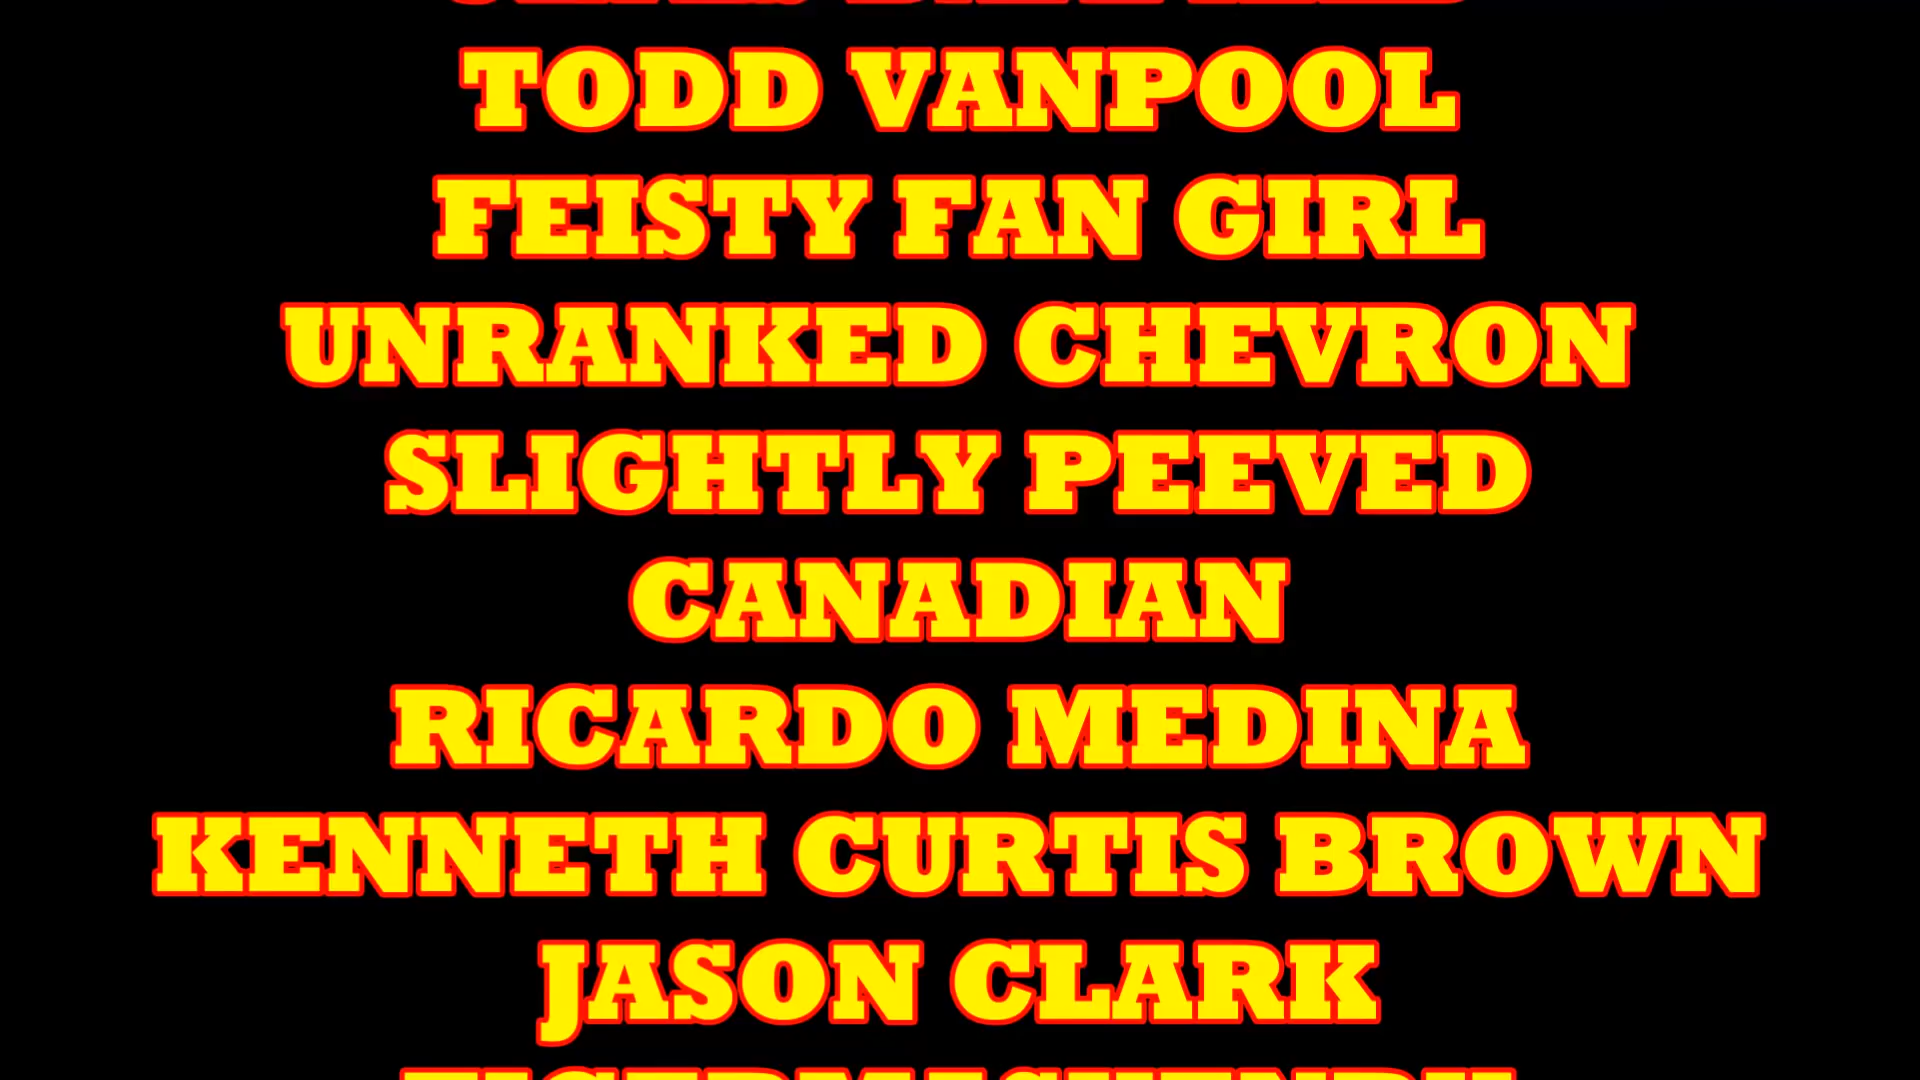 TODD VANPOOL
FEISTY FAN GIRL
UNRANKED CHEVRON
SLIGHTLY PEEVED
CANADIAN
RICARDO MEDINA
KENNETH CURTIS BROWN
JASON CLARK